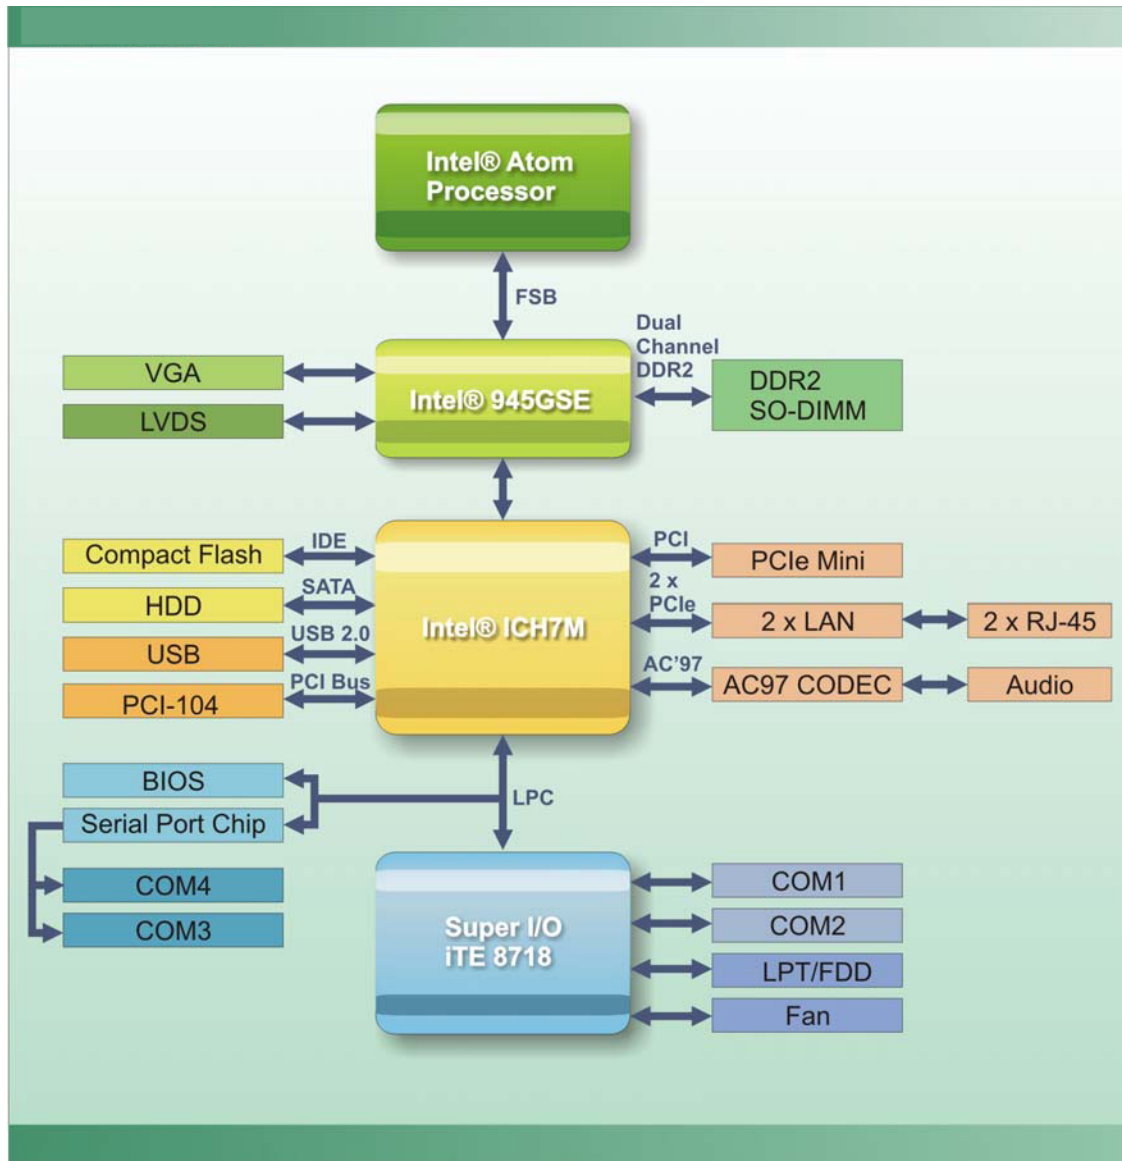 Intel® Atom
Processor
FSB
Dual
Channel
DDR2
VGA
LVDS
Intel® 945GSE
DDR2
SO-DIMM
Compact Flash
IDE
HDD
SATA
USB
USB 2.0
PCI-104
PCI Bus
Intel® ICH7M
PCI
PCIe Mini
2 x
PCIe
2 x LAN
2 x RJ-45
AC'97
AC97 CODEC
Audio
BIOS
LPC
Serial Port Chip
COM4
COM3
Super I/O
iTE 8718
COM1
COM2
LPT/FDD
Fan